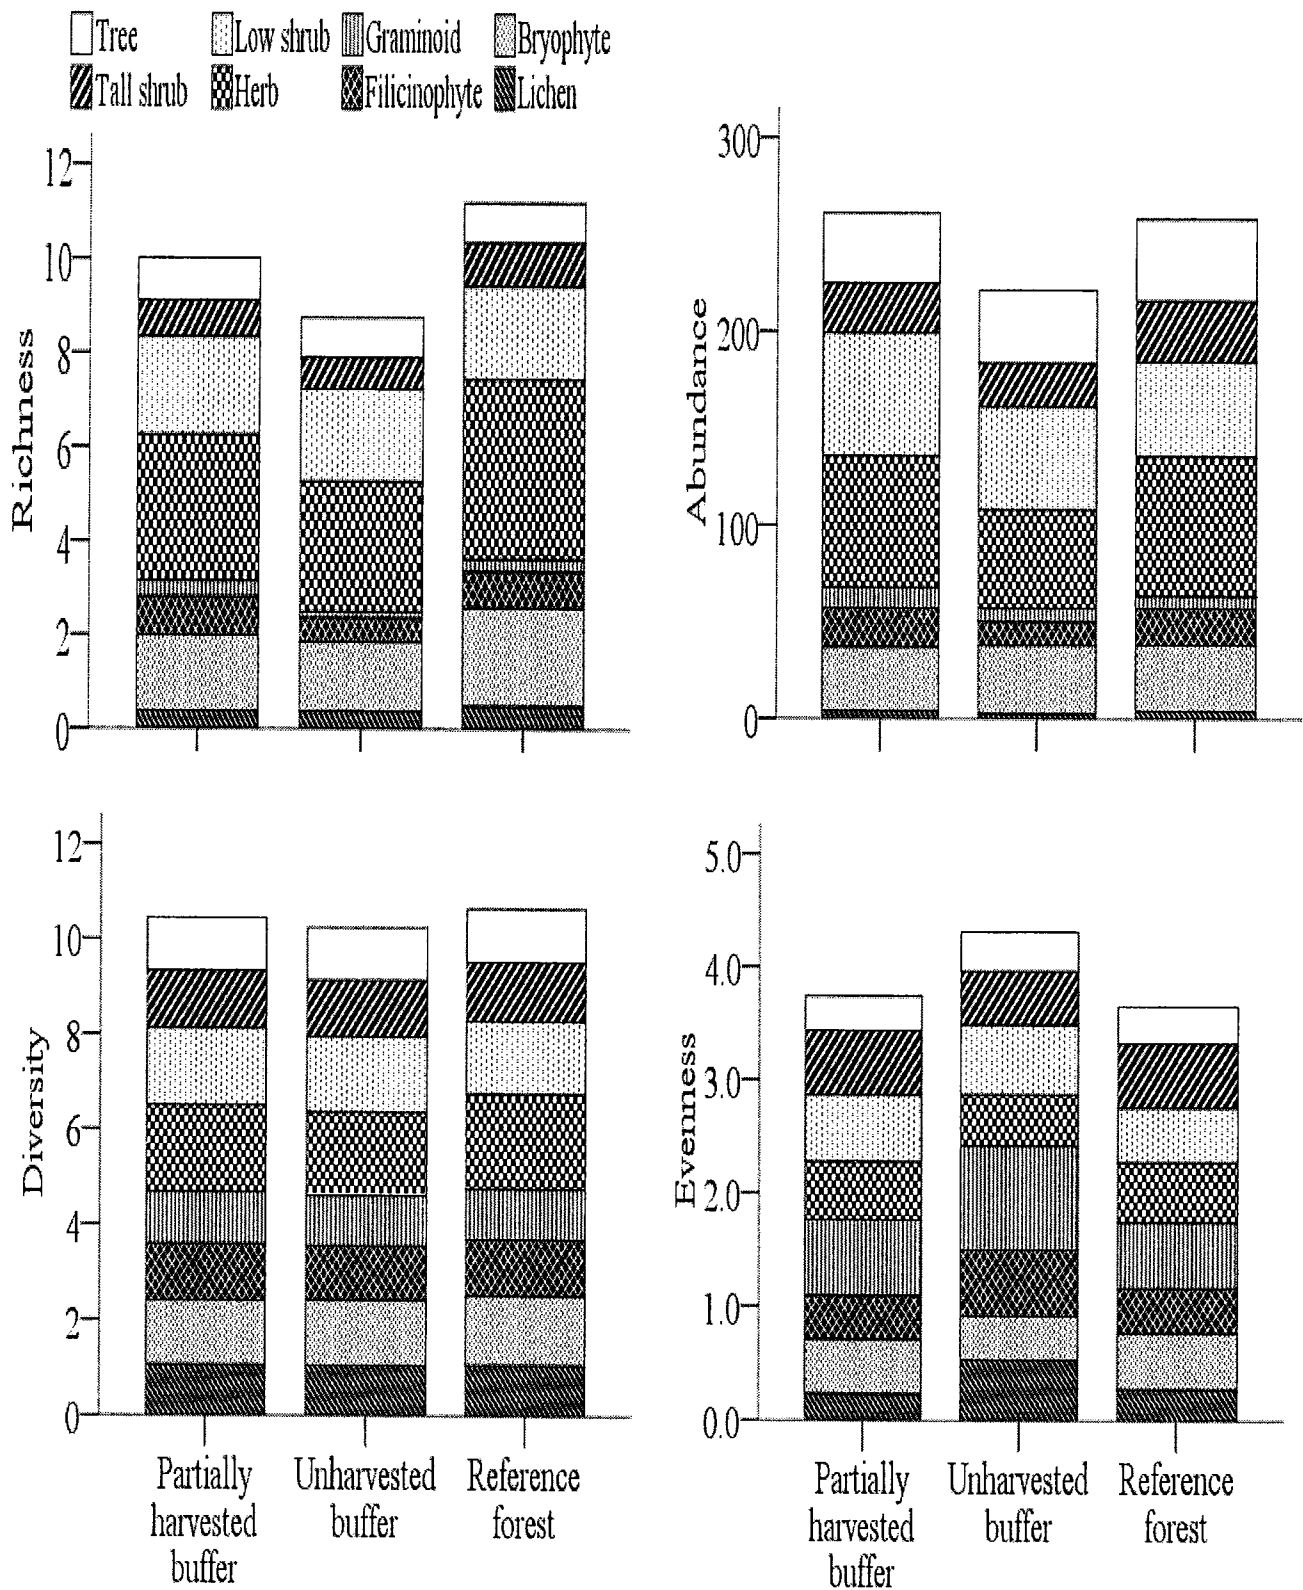 Tree Low shrub Graminoid Bryophyte
Tall shrub Herb Filicinophyte Lichen
Richness
12
10
8
6
4
2
0
Abundance
300
200
100
0
Diversity
12
10
8
6
4
2
0
Partially harvested buffer
Unharvested buffer
Reference forest
Evenness
5.0
4.0
3.0
2.0
1.0
0.0
Partially harvested buffer
Unharvested buffer
Reference forest